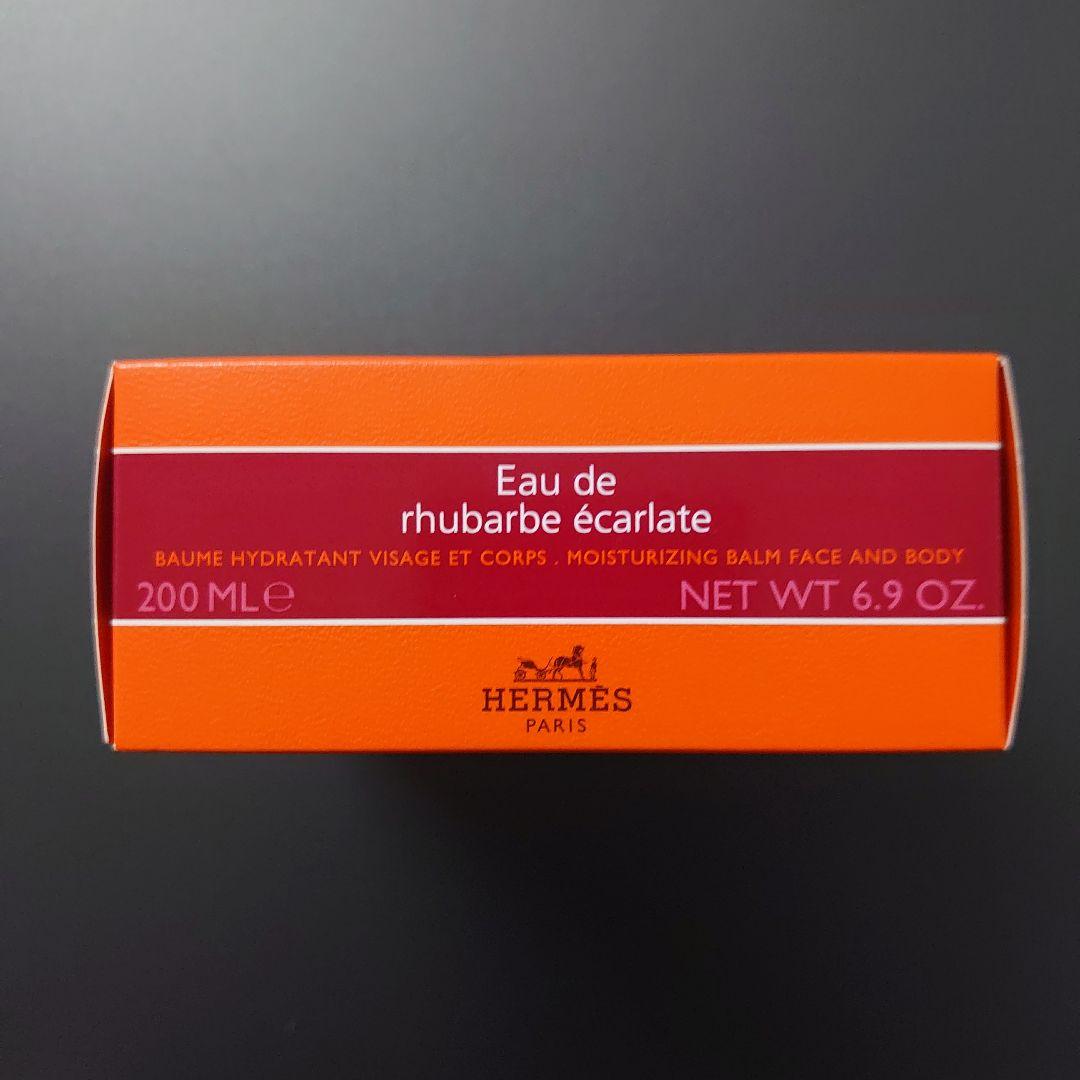 Eau de
rhubarbe écarlate
BAUME HYDRATANT VISAGE ET CORPS . MOISTURIZING BALM FACE AND BODY
200 ML ℮ NET WT 6.9 OZ.
HERMÈS
PARIS